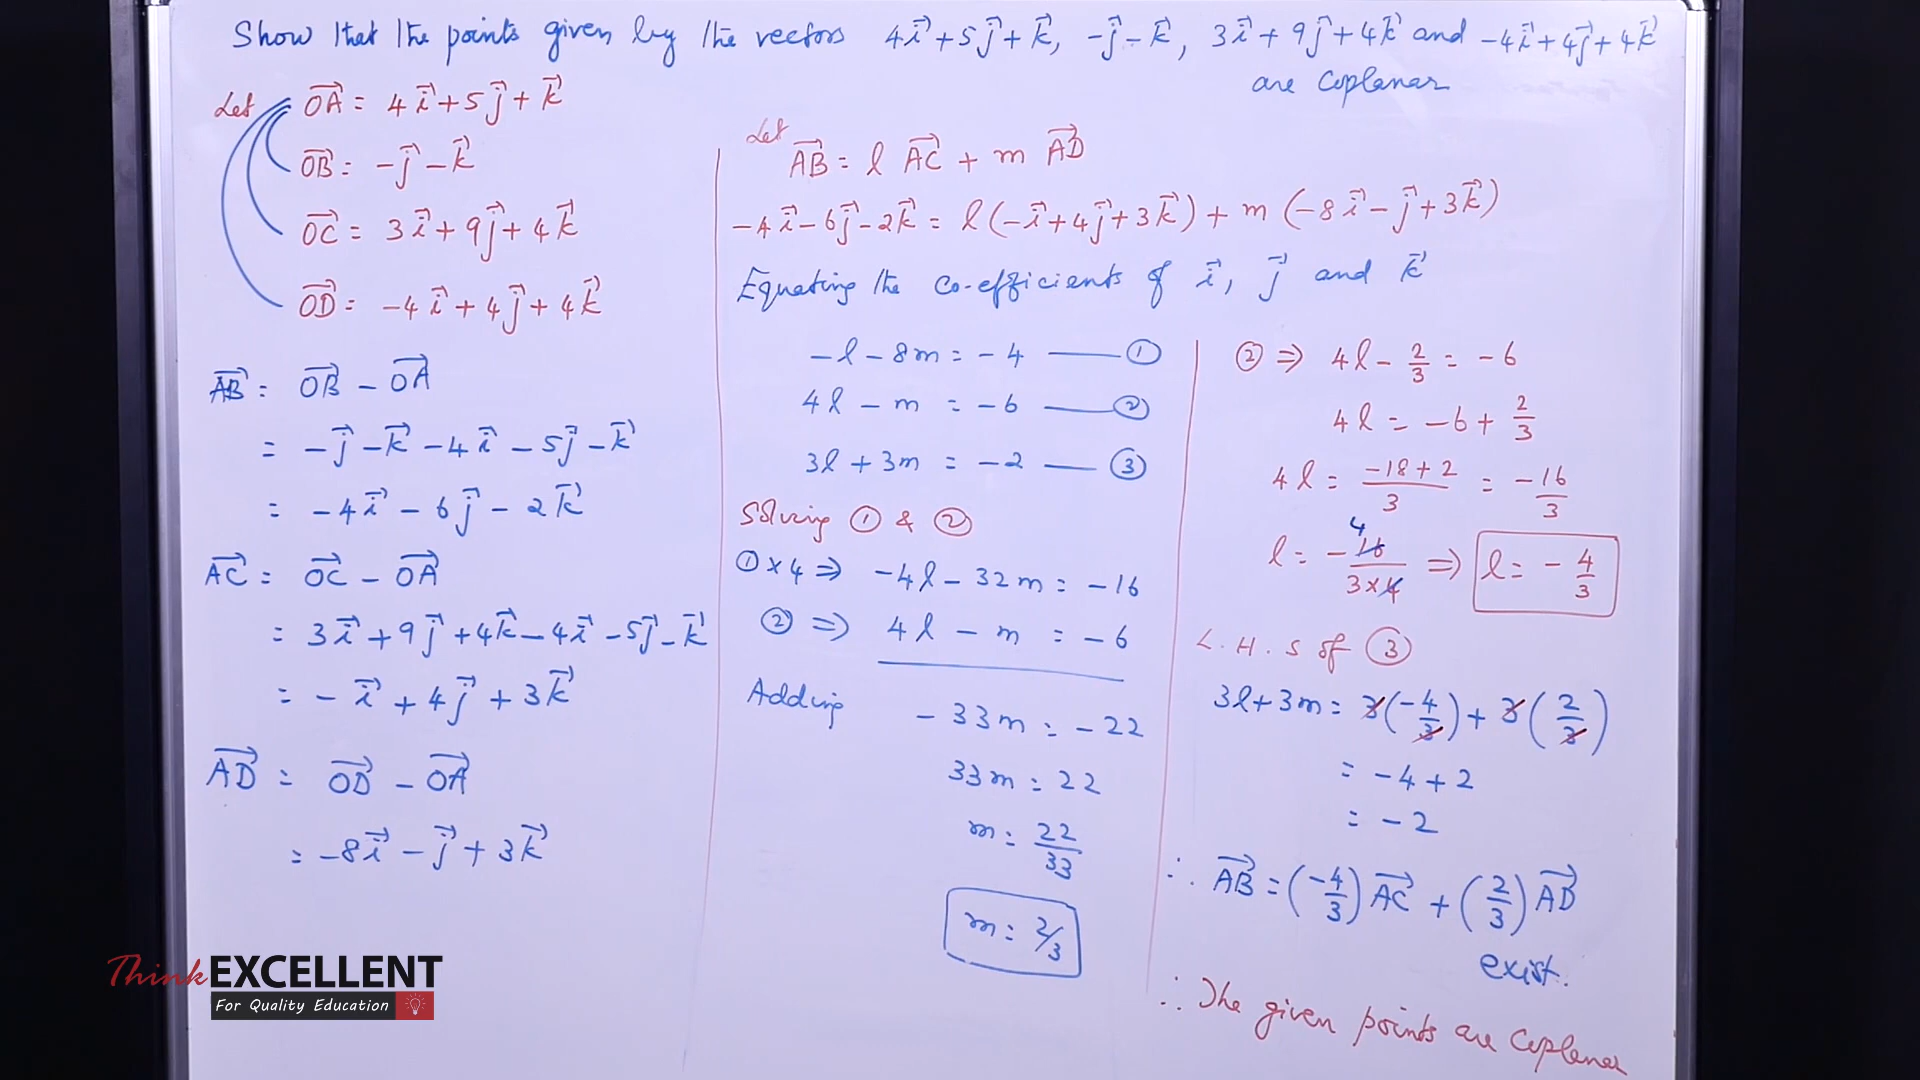 Show that the points given by the vectors 4i⃗+5j⃗+k⃗, -j⃗-k⃗, 3i⃗+9j⃗+4k⃗ and -4i⃗+4j⃗+4k⃗
are coplanar
Let OA⃗ = 4i⃗+5j⃗+k⃗
OB⃗ = -j⃗-k⃗
OC⃗ = 3i⃗+9j⃗+4k⃗
OD⃗ = -4i⃗+4j⃗+4k⃗
AB⃗ = OB⃗ - OA⃗
= -j⃗-k⃗-4i⃗-5j⃗-k⃗
= -4i⃗-6j⃗-2k⃗
AC⃗ = OC⃗ - OA⃗
= 3i⃗+9j⃗+4k⃗-4i⃗-5j⃗-k⃗
= -i⃗+4j⃗+3k⃗
AD⃗ = OD⃗ - OA⃗
= -8i⃗-j⃗+3k⃗
Let AB⃗ = l AC⃗ + m AD⃗
-4i⃗-6j⃗-2k⃗ = l(-i⃗+4j⃗+3k⃗) + m(-8i⃗-j⃗+3k⃗)
Equating the co-efficients of i⃗, j⃗ and k⃗
-l-8m = -4 —— ①
4l-m = -6 —— ②
3l+3m = -2 —— ③
Solving ① & ②
①×4 ⇒ -4l-32m = -16
② ⇒ 4l-m = -6
Adding -33m = -22
33m = 22
m = 22/33
m = 2/3
② ⇒ 4l - 2/3 = -6
4l = -6 + 2/3
4l = (-18+2)/3 = -16/3
l = -16/(3×4) 4 ⇒ l = -4/3
L.H.S of ③
3l+3m = 3(-4/3) + 3(2/3)
= -4+2
= -2
∴ AB⃗ = (-4/3) AC⃗ + (2/3) AD⃗
exist.
∴ The given points are Coplanar
Think EXCELLENT
For Quality Education